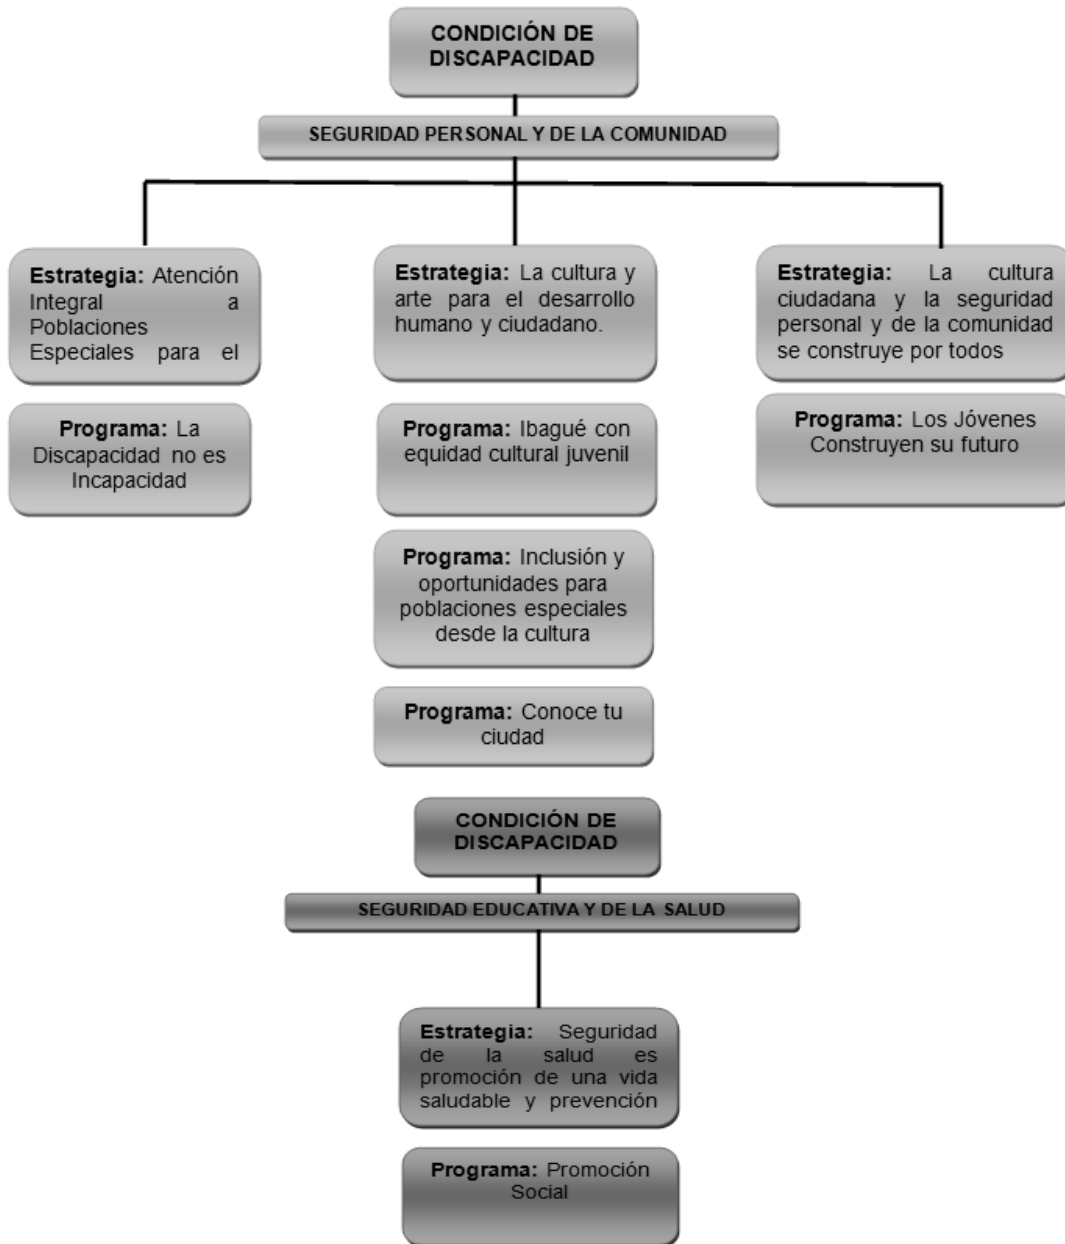 CONDICIÓN DE
DISCAPACIDAD
SEGURIDAD PERSONAL Y DE LA COMUNIDAD
Estrategia: Atención
Integral a
Poblaciones
Especiales para el
Programa: La
Discapacidad no es
Incapacidad
Estrategia: La cultura y
arte para el desarrollo
humano y ciudadano.
Programa: Ibagué con
equidad cultural juvenil
Programa: Inclusión y
oportunidades para
poblaciones especiales
desde la cultura
Programa: Conoce tu
ciudad
Estrategia: La cultura
ciudadana y la seguridad
personal y de la comunidad
se construye por todos
Programa: Los Jóvenes
Construyen su futuro
CONDICIÓN DE
DISCAPACIDAD
SEGURIDAD EDUCATIVA Y DE LA SALUD
Estrategia: Seguridad
de la salud es
promoción de una vida
saludable y prevención
Programa: Promoción
Social